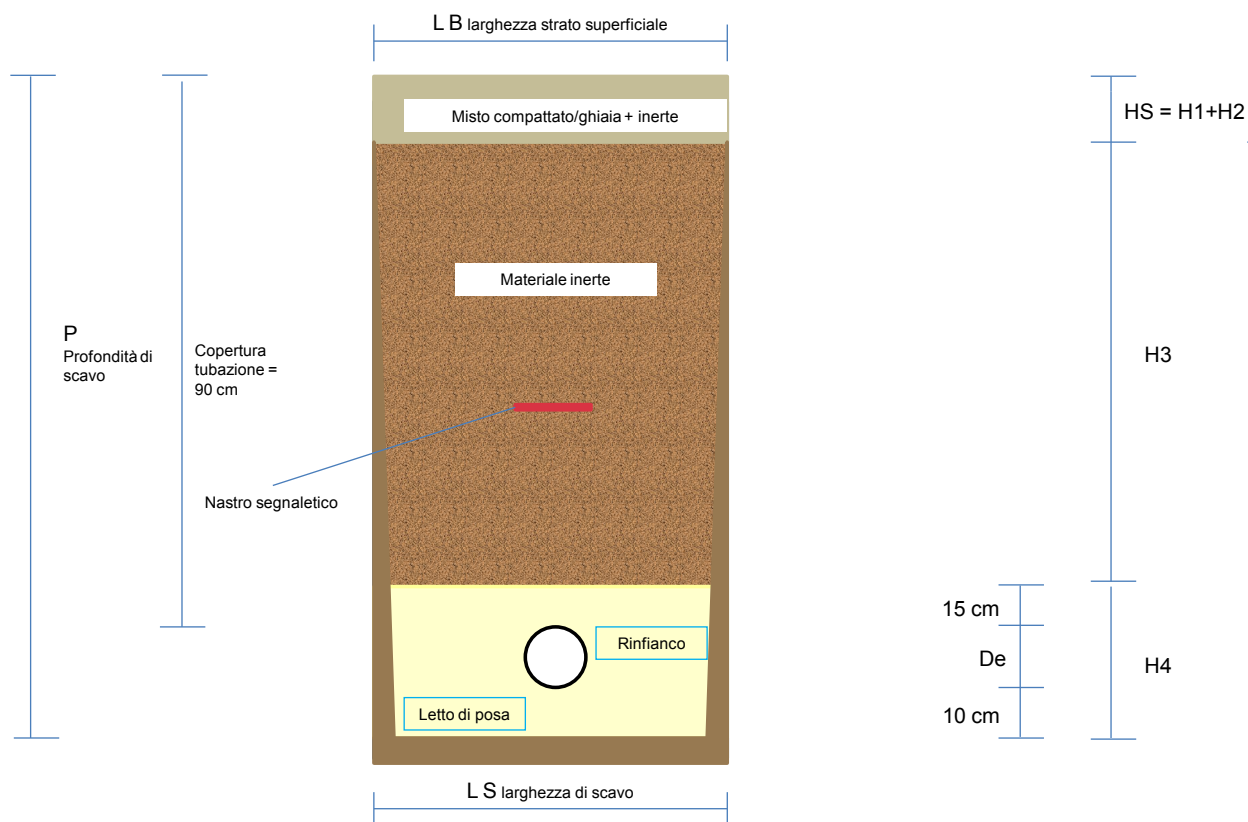 L B larghezza strato superficiale
Misto compattato/ghiaia + inerte
HS = H1+H2
Materiale inerte
P
Profondità di
scavo
Copertura
tubazione =
90 cm
H3
Nastro segnaletico
15 cm
Rinfianco
De
H4
Letto di posa
10 cm
L S larghezza di scavo